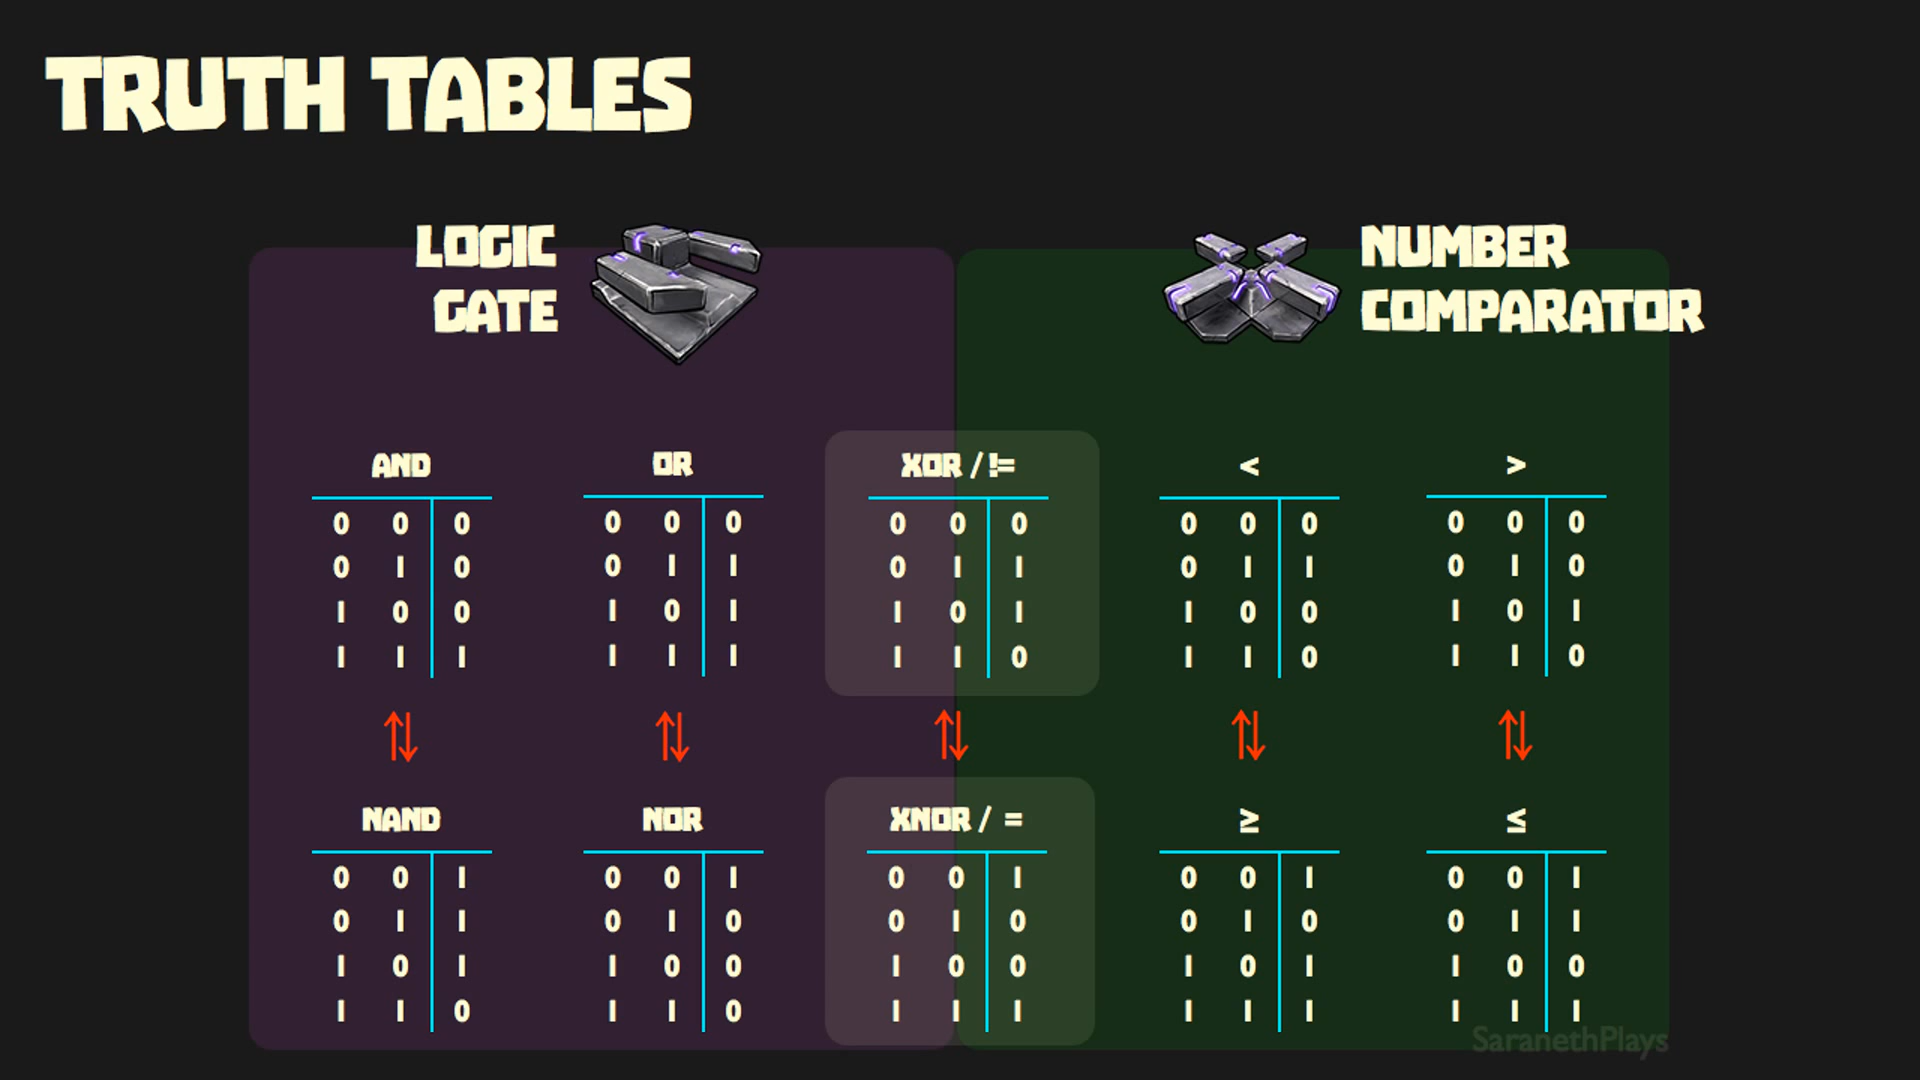 TRUTH TABLES
LOGIC
GATE
NUMBER
COMPARATOR
AND
0 0 0
0 1 0
1 0 0
1 1 1
OR
0 0 0
0 1 1
1 0 1
1 1 1
XOR / !=
0 0 0
0 1 1
1 0 1
1 1 0
<
0 0 0
0 1 1
1 0 0
1 1 0
>
0 0 0
0 1 0
1 0 1
1 1 0
NAND
0 0 1
0 1 1
1 0 1
1 1 0
NOR
0 0 1
0 1 0
1 0 0
1 1 0
XNOR / =
0 0 1
0 1 0
1 0 0
1 1 1
≥
0 0 1
0 1 0
1 0 1
1 1 1
≤
0 0 1
0 1 1
1 0 0
1 1 1
SaranethPlays